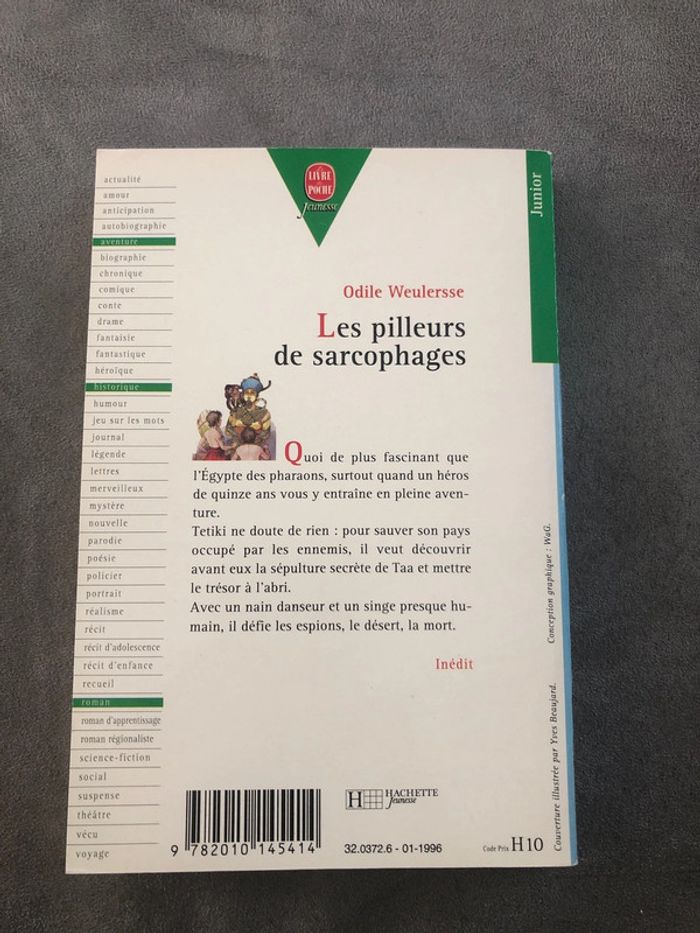 Le
LIVRE
de
POCHE
Jeunesse
Junior
actualité
amour
anticipation
autobiographie
aventure
biographie
chronique
comique
conte
drame
fantaisie
fantastique
héroïque
historique
humour
jeu sur les mots
journal
légende
lettres
merveilleux
mystère
nouvelle
parodie
poésie
policier
portrait
réalisme
récit
récit d'adolescence
récit d'enfance
recueil
roman
roman d'apprentissage
roman régionaliste
science-fiction
social
suspense
théâtre
vécu
voyage
Odile Weulersse
Les pilleurs
de sarcophages
Quoi de plus fascinant que
l'Égypte des pharaons, surtout quand un héros
de quinze ans vous y entraîne en pleine aven-
ture.
Tetiki ne doute de rien : pour sauver son pays
occupé par les ennemis, il veut découvrir
avant eux la sépulture secrète de Taa et mettre
le trésor à l'abri.
Avec un nain danseur et un singe presque hu-
main, il défie les espions, le désert, la mort.
Inédit
Couverture illustrée par Yves Beaujard. Conception graphique : WaG.
H HACHETTE
Jeunesse
9 782010 145414
32.0372.6 - 01-1996
Code Prix H10